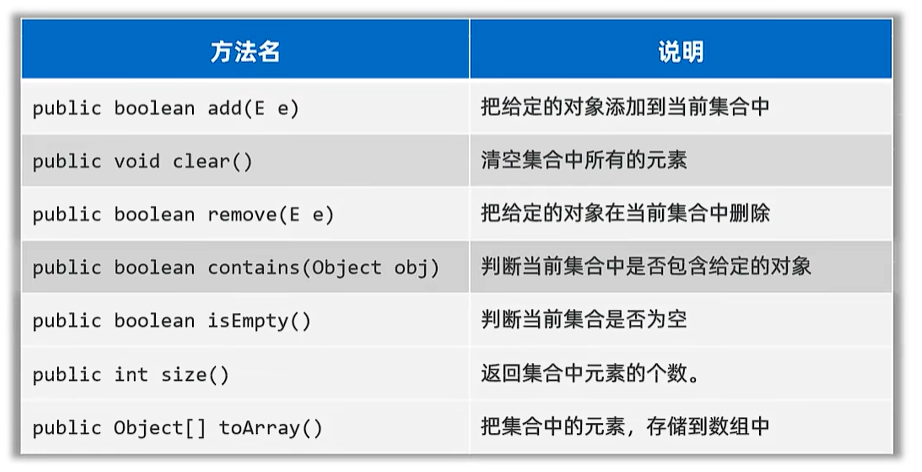 方法名 说明
public boolean add(E e) 把给定的对象添加到当前集合中
public void clear() 清空集合中所有的元素
public boolean remove(E e) 把给定的对象在当前集合中删除
public boolean contains(Object obj) 判断当前集合中是否包含给定的对象
public boolean isEmpty() 判断当前集合是否为空
public int size() 返回集合中元素的个数。
public Object[] toArray() 把集合中的元素，存储到数组中